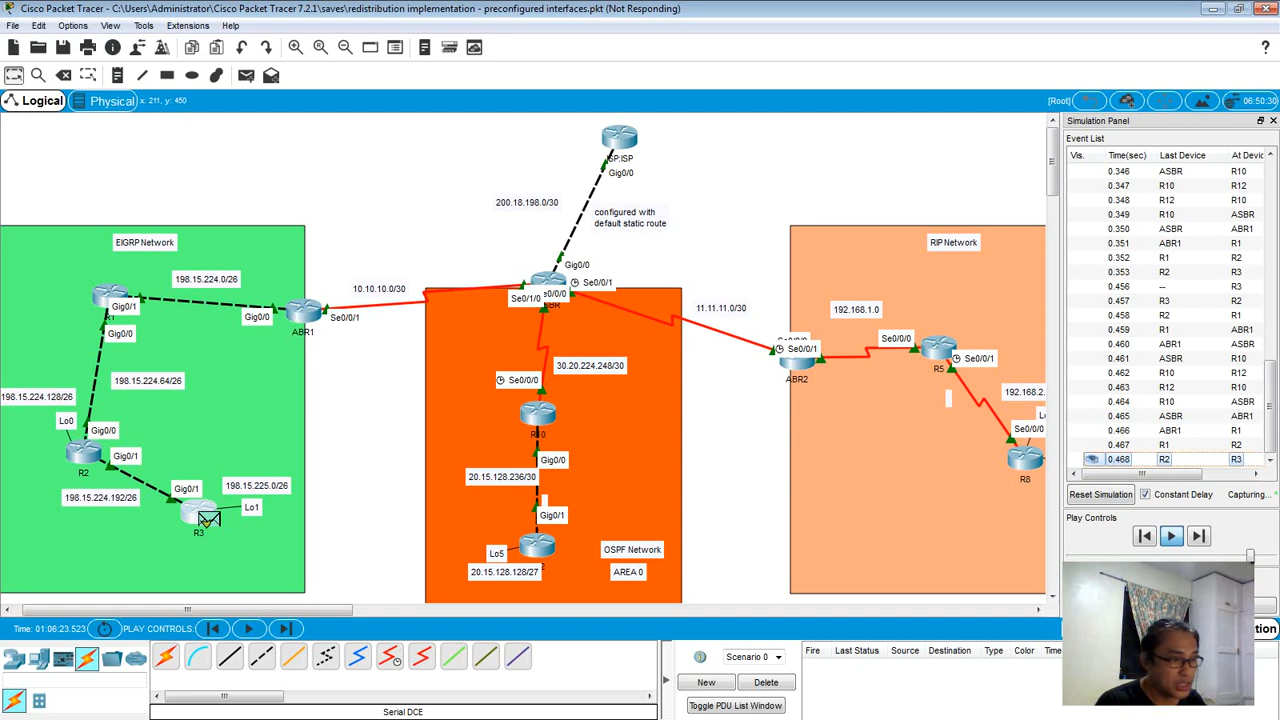 Cisco Packet Tracer - C:\Users\Administrator\Cisco Packet Tracer 7.2.1\saves\redistribution implementation - preconfigured interfaces.pkt (Not Responding)
File Edit Options View Tools Extensions Help
Logical Physical x: 211, y: 450 [Root] 06:50:30
Simulation Panel
Event List
Vis. Time(sec) Last Device At Devic
0.346 ASBR R10
0.347 R10 R12
0.348 R12 R10
0.349 R10 ASBR
0.350 ASBR ABR1
0.351 ABR1 R1
0.352 R1 R2
0.353 R2 R3
0.456 -- R3
0.457 R3 R2
0.458 R2 R1
0.459 R1 ABR1
0.460 ABR1 ASBR
0.461 ASBR R10
0.462 R10 R12
0.463 R12 R10
0.464 R10 ASBR
0.465 ASBR ABR1
0.466 ABR1 R1
0.467 R1 R2
0.468 R2 R3
Reset Simulation Constant Delay Capturing...
Play Controls
ISP:ISP
Gig0/0
200.18.198.0/30
configured with
default static route
EIGRP Network
198.15.224.0/26
Gig0/1
Gig0/0
Gig0/0
ABR1
Se0/0/1
198.15.224.64/26
198.15.224.128/26
Lo0
Gig0/0
R2
Gig0/1
198.15.224.192/26
Gig0/1
198.15.225.0/26
Lo1
R3
10.10.10.0/30
Gig0/0
Se0/0/1
Se0/1/0
11.11.11.0/30
30.20.224.248/30
Se0/0/0
R10
Gig0/0
20.15.128.236/30
Gig0/1
Lo5
20.15.128.128/27
OSPF Network
AREA 0
RIP Network
192.168.1.0
Se0/0/1
ABR2
Se0/0/0
R5
Se0/0/1
192.168.2.
Se0/0/0
R8
Time: 01:06:23.523 PLAY CONTROLS:
Scenario 0
New Delete
Toggle PDU List Window
Fire Last Status Source Destination Type Color Time
Serial DCE